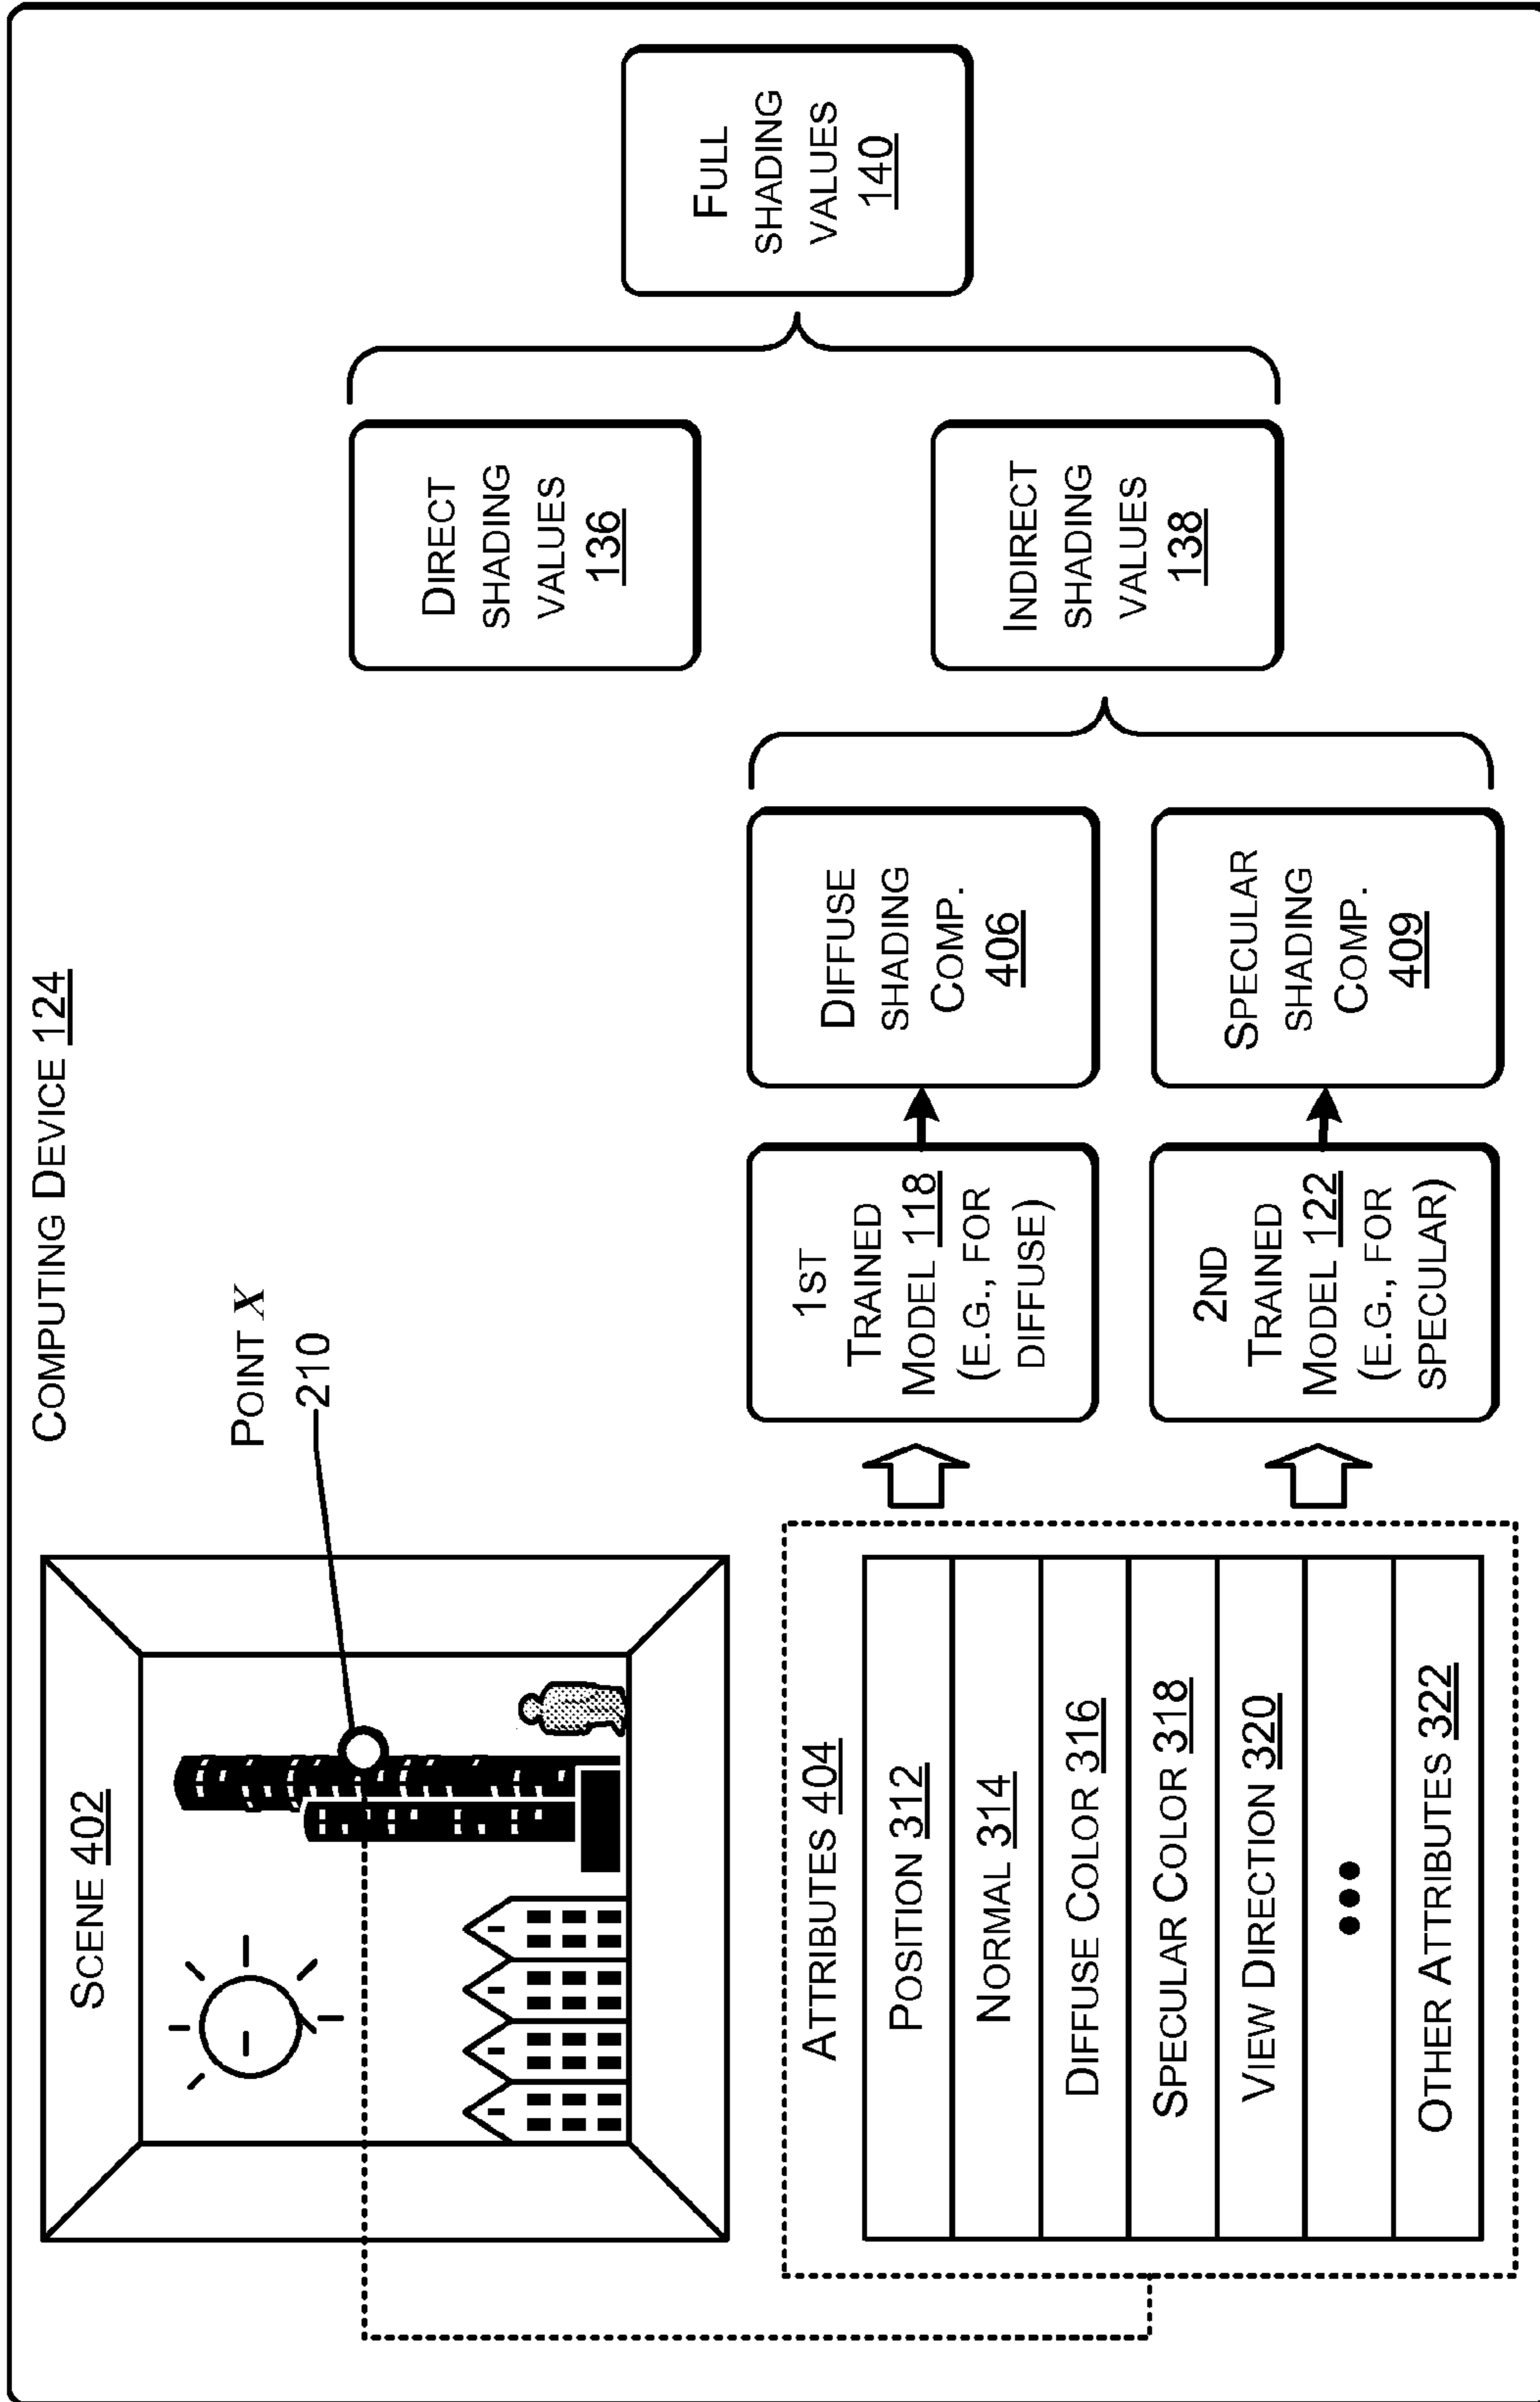 COMPUTING DEVICE 124
SCENE 402
POINT X
210
ATTRIBUTES 404
POSITION 312
NORMAL 314
DIFFUSE COLOR 316
SPECULAR COLOR 318
VIEW DIRECTION 320
•••
OTHER ATTRIBUTES 322
1ST
TRAINED
MODEL 118
(E.G., FOR
DIFFUSE)
2ND
TRAINED
MODEL 122
(E.G., FOR
SPECULAR)
DIFFUSE
SHADING
COMP.
406
SPECULAR
SHADING
COMP.
409
DIRECT
SHADING
VALUES
136
INDIRECT
SHADING
VALUES
138
FULL
SHADING
VALUES
140